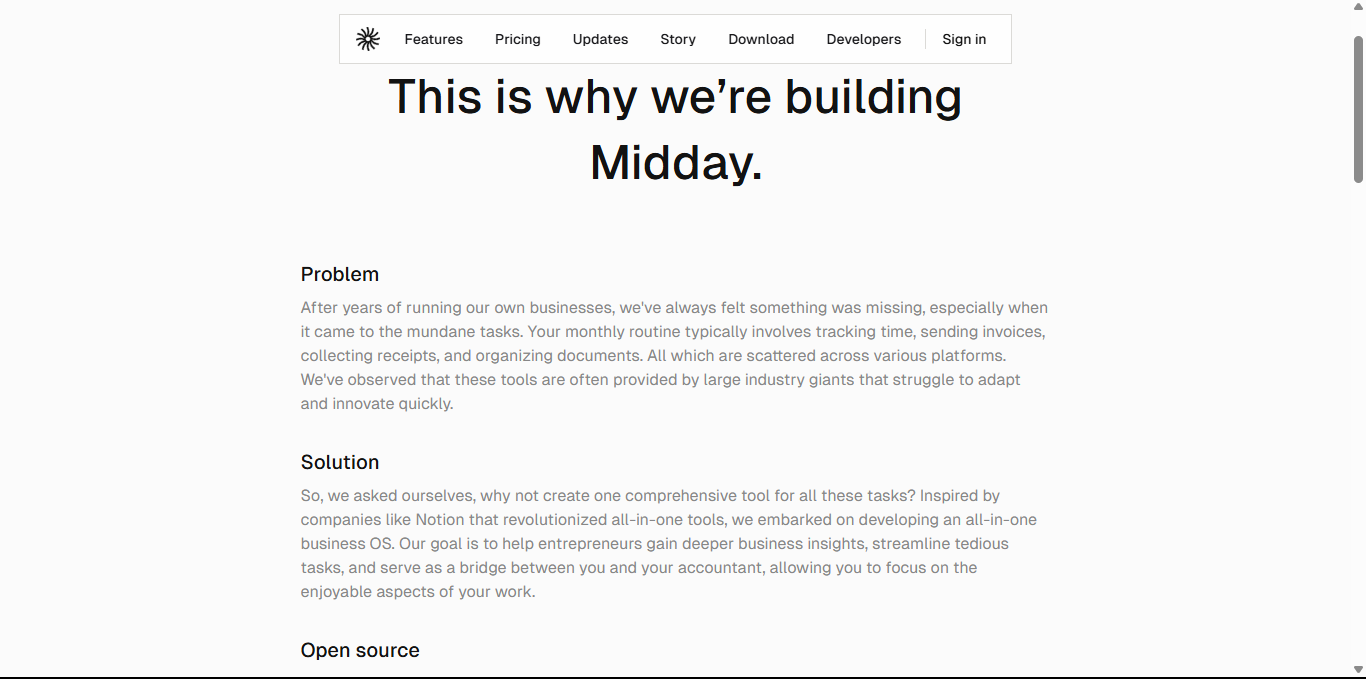 Features Pricing Updates Story Download Developers Sign in
This is why we’re building
Midday.
Problem
After years of running our own businesses, we've always felt something was missing, especially when
it came to the mundane tasks. Your monthly routine typically involves tracking time, sending invoices,
collecting receipts, and organizing documents. All which are scattered across various platforms.
We've observed that these tools are often provided by large industry giants that struggle to adapt
and innovate quickly.
Solution
So, we asked ourselves, why not create one comprehensive tool for all these tasks? Inspired by
companies like Notion that revolutionized all-in-one tools, we embarked on developing an all-in-one
business OS. Our goal is to help entrepreneurs gain deeper business insights, streamline tedious
tasks, and serve as a bridge between you and your accountant, allowing you to focus on the
enjoyable aspects of your work.
Open source